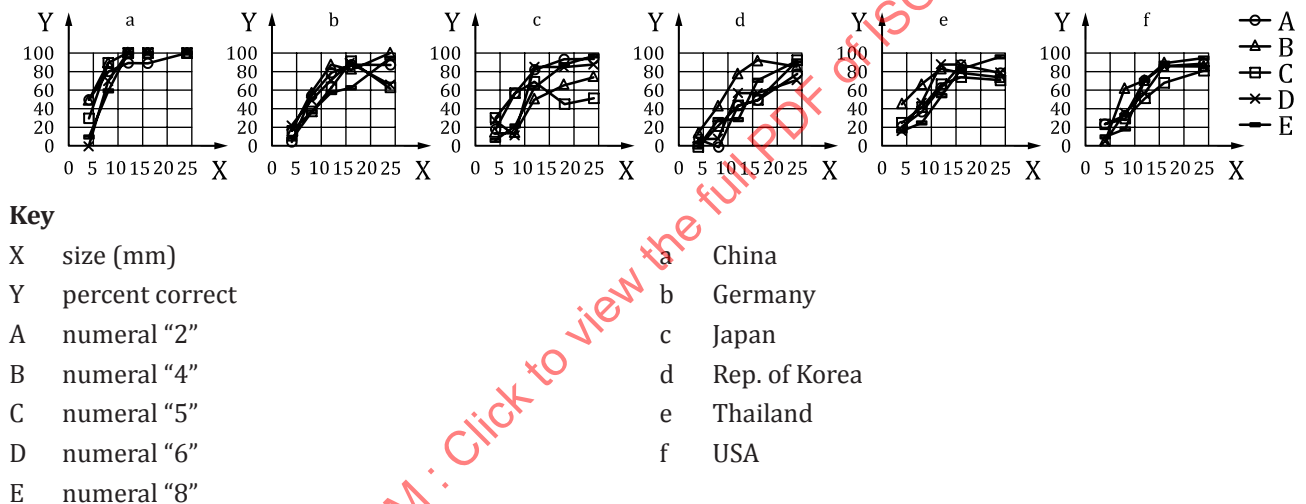 Y a Y b Y c Y d Y e Y f A
100 100 100 100 100 100 B
80 80 80 80 80 80 C
60 60 60 60 60 60 D
40 40 40 40 40 40 E
20 20 20 20 20 20
0 0 0 0 0 0
0 5 10 15 20 25 X 0 5 10 15 20 25 X 0 5 10 15 20 25 X 0 5 10 15 20 25 X 0 5 10 15 20 25 X 0 5 10 15 20 25 X
Key
X size (mm)
Y percent correct
A numeral “2”
B numeral “4”
C numeral “5”
D numeral “6”
E numeral “8”
a China
b Germany
c Japan
d Rep. of Korea
e Thailand
f USA
M : Click to view the full PDF of ISO